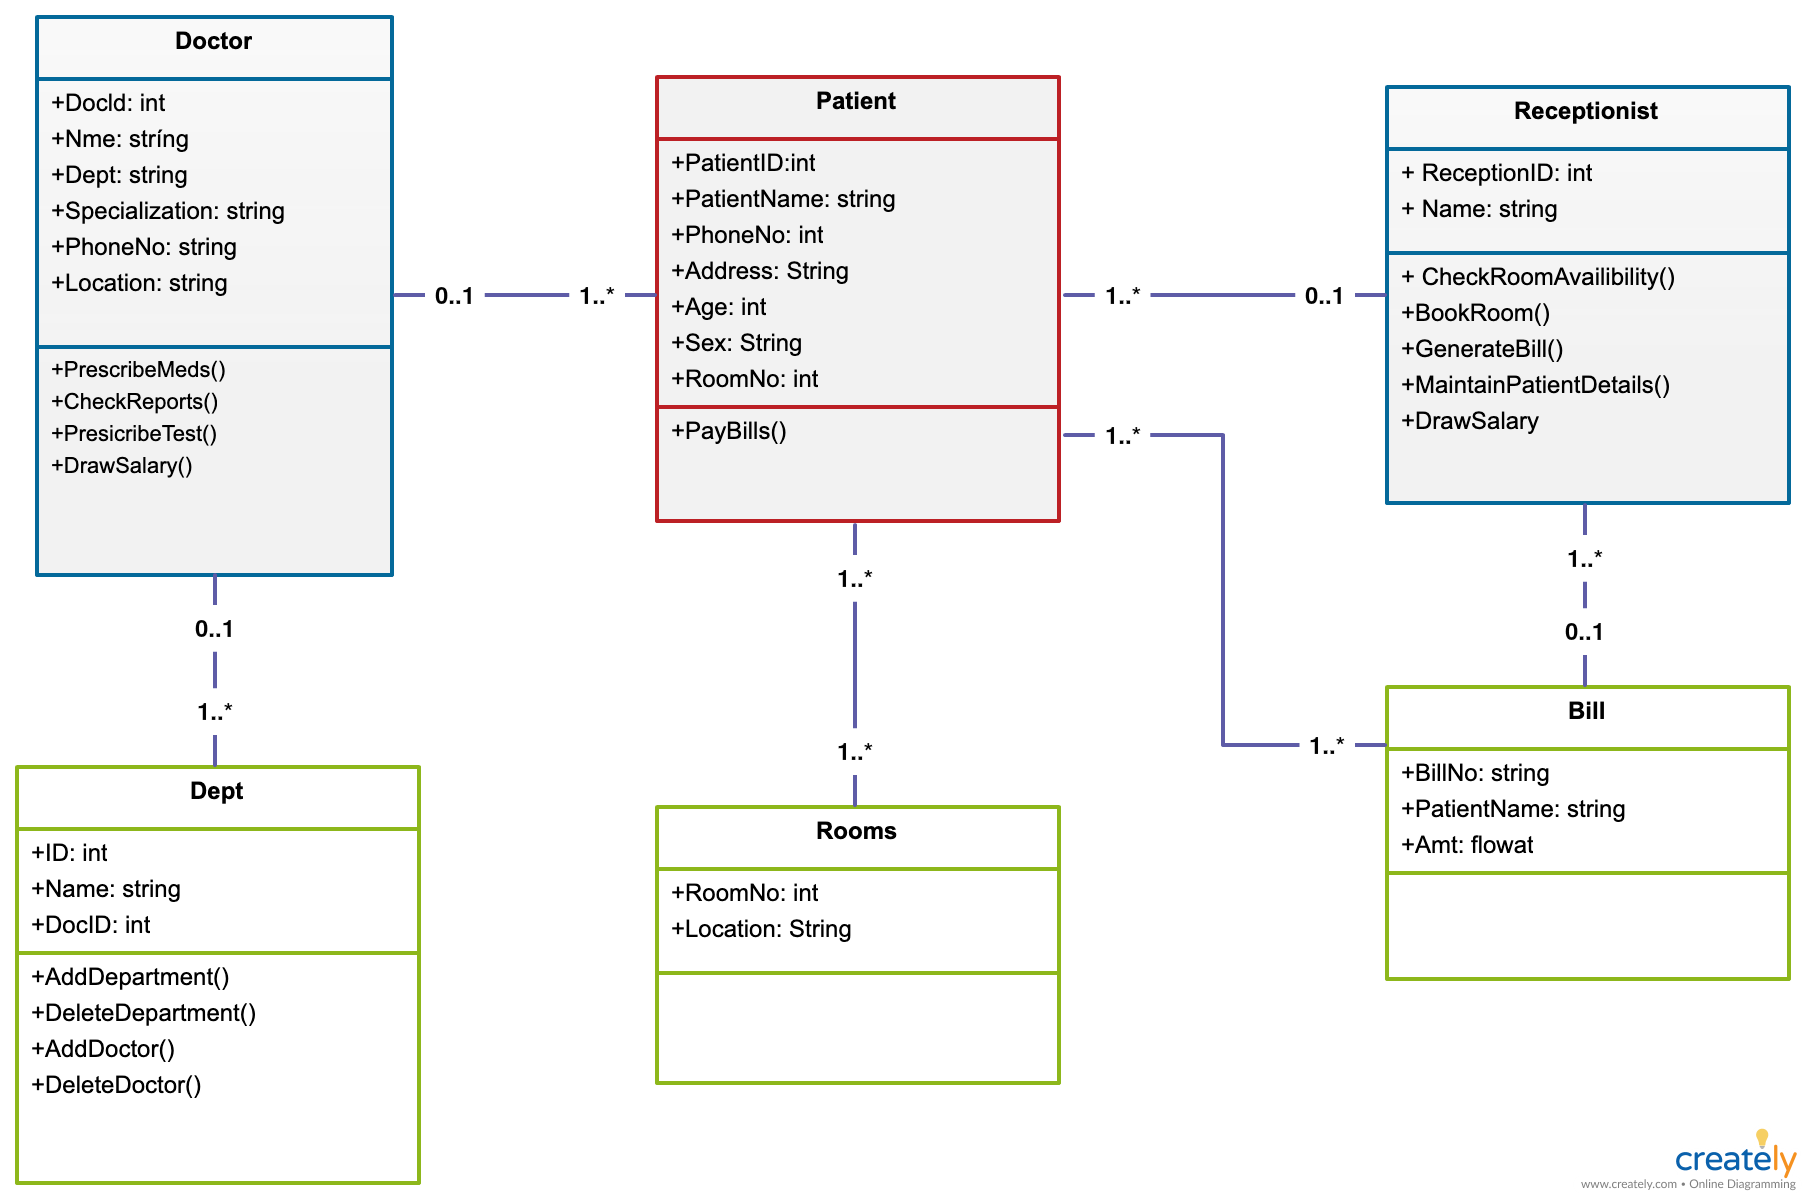 Doctor
+DocId: int
+Nme: stríng
+Dept: string
+Specialization: string
+PhoneNo: string
+Location: string
+PrescribeMeds()
+CheckReports()
+PresicribeTest()
+DrawSalary()
0..1
1..*
Patient
+PatientID:int
+PatientName: string
+PhoneNo: int
+Address: String
+Age: int
+Sex: String
+RoomNo: int
+PayBills()
1..*
0..1
Receptionist
+ ReceptionID: int
+ Name: string
+ CheckRoomAvailibility()
+BookRoom()
+GenerateBill()
+MaintainPatientDetails()
+DrawSalary
1..*
1..*
0..1
1..*
1..*
1..*
1..*
0..1
Dept
+ID: int
+Name: string
+DocID: int
+AddDepartment()
+DeleteDepartment()
+AddDoctor()
+DeleteDoctor()
Rooms
+RoomNo: int
+Location: String
Bill
+BillNo: string
+PatientName: string
+Amt: flowat
creately
www.creately.com • Online Diagramming